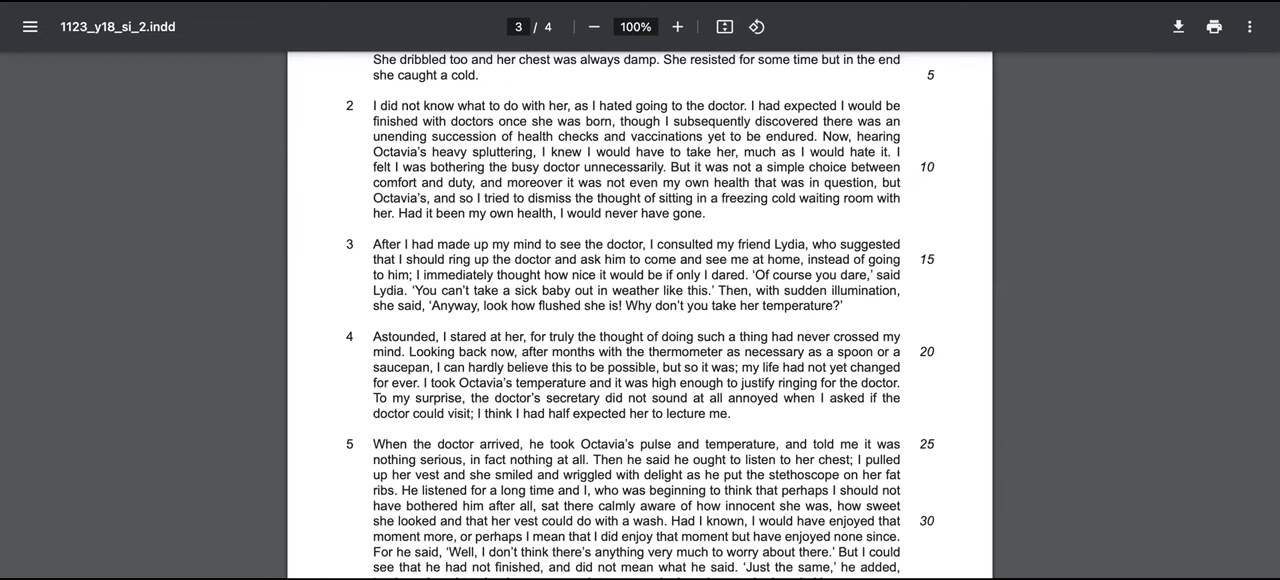 1123_y18_si_2.indd
3 / 4
100%
She dribbled too and her chest was always damp. She resisted for some time but in the end
she caught a cold. 5
2 I did not know what to do with her, as I hated going to the doctor. I had expected I would be
finished with doctors once she was born, though I subsequently discovered there was an
unending succession of health checks and vaccinations yet to be endured. Now, hearing
Octavia’s heavy spluttering, I knew I would have to take her, much as I would hate it. I
felt I was bothering the busy doctor unnecessarily. But it was not a simple choice between 10
comfort and duty, and moreover it was not even my own health that was in question, but
Octavia’s, and so I tried to dismiss the thought of sitting in a freezing cold waiting room with
her. Had it been my own health, I would never have gone.
3 After I had made up my mind to see the doctor, I consulted my friend Lydia, who suggested
that I should ring up the doctor and ask him to come and see me at home, instead of going 15
to him; I immediately thought how nice it would be if only I dared. ‘Of course you dare,’ said
Lydia. ‘You can’t take a sick baby out in weather like this.’ Then, with sudden illumination,
she said, ‘Anyway, look how flushed she is! Why don’t you take her temperature?’
4 Astounded, I stared at her, for truly the thought of doing such a thing had never crossed my
mind. Looking back now, after months with the thermometer as necessary as a spoon or a 20
saucepan, I can hardly believe this to be possible, but so it was; my life had not yet changed
for ever. I took Octavia’s temperature and it was high enough to justify ringing for the doctor.
To my surprise, the doctor’s secretary did not sound at all annoyed when I asked if the
doctor could visit; I think I had half expected her to lecture me.
5 When the doctor arrived, he took Octavia’s pulse and temperature, and told me it was 25
nothing serious, in fact nothing at all. Then he said he ought to listen to her chest; I pulled
up her vest and she smiled and wriggled with delight as he put the stethoscope on her fat
ribs. He listened for a long time and I, who was beginning to think that perhaps I should not
have bothered him after all, sat there calmly aware of how innocent she was, how sweet
she looked and that her vest could do with a wash. Had I known, I would have enjoyed that 30
moment more, or perhaps I mean that I did enjoy that moment but have enjoyed none since.
For he said, ‘Well, I don’t think there’s anything very much to worry about there.’ But I could
see that he had not finished, and did not mean what he said. ‘Just the same,’ he added,